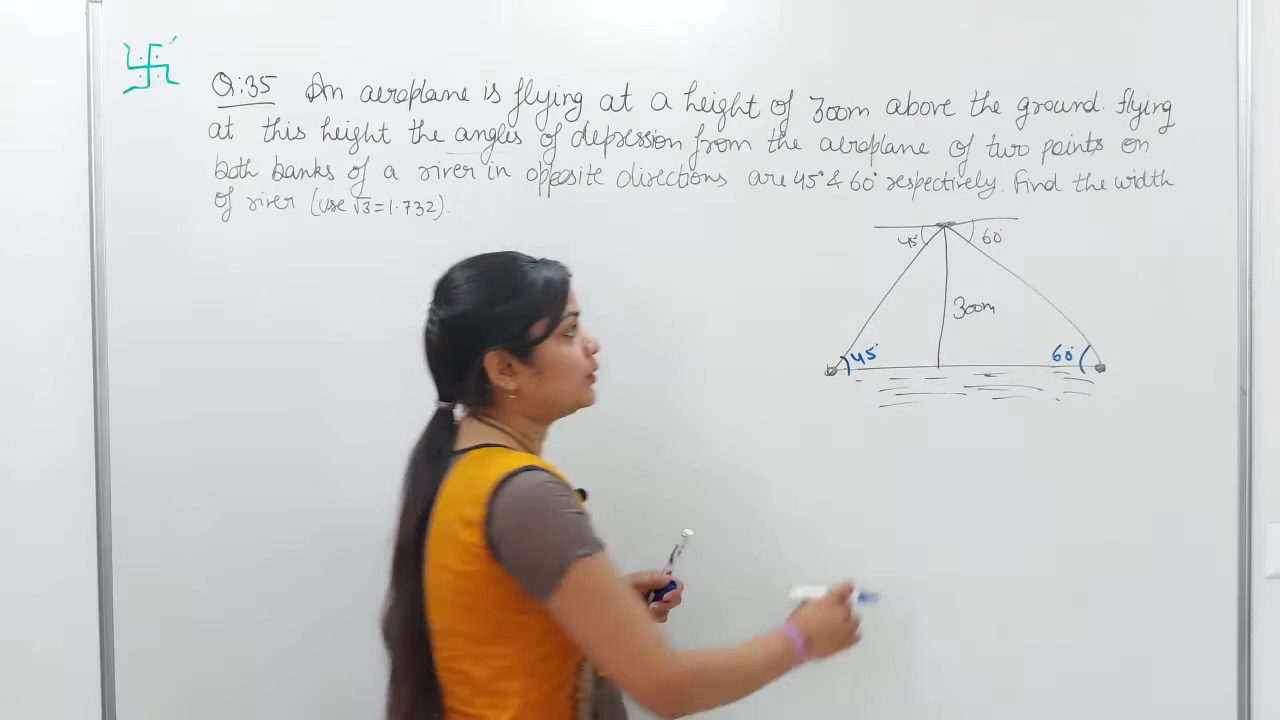 Q:35 An aeroplane is flying at a height of 300m above the ground. flying
at this height the angles of depression from the aeroplane of two points on
both banks of a river in opposite directions are 45° & 60° respectively. Find the width
of river (use √3 = 1.732).
45° 60°
300m
45° 60°